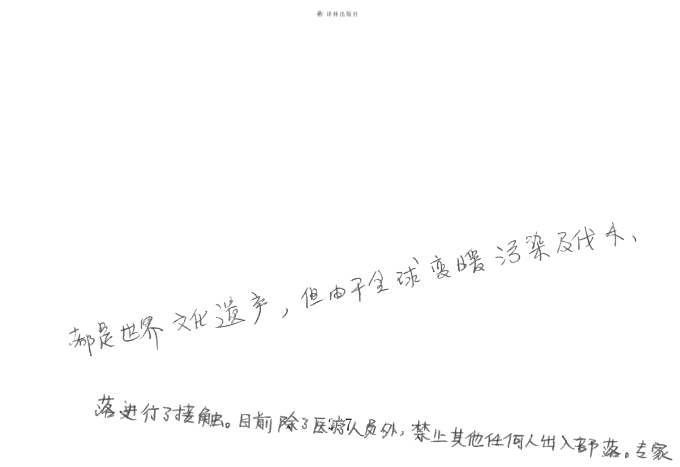 译林出版社
都是世界文化遗产，但由于全球变暖污染及伐木、
落进行了接触。目前除了医疗人员外，禁止其他任何人出入部落。专家